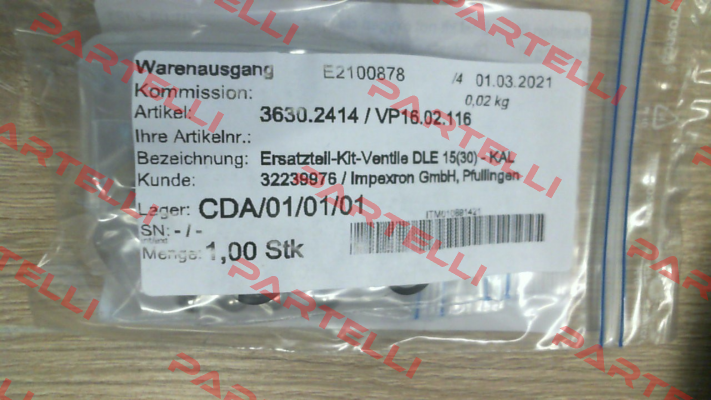 PARTELLI
Warenausgang E2100878 /4 01.03.2021
Kommission: 0,02 kg
Artikel: 3630.2414 / VP16.02.116
Ihre Artikelnr.:
Bezeichnung: Ersatzteil-Kit-Ventile DLE 15(30) - KAL
Kunde: 32239976 / Impexron GmbH, Pfullingen
Lager: CDA/01/01/01
SN: - / -
Menge: 1,00 Stk